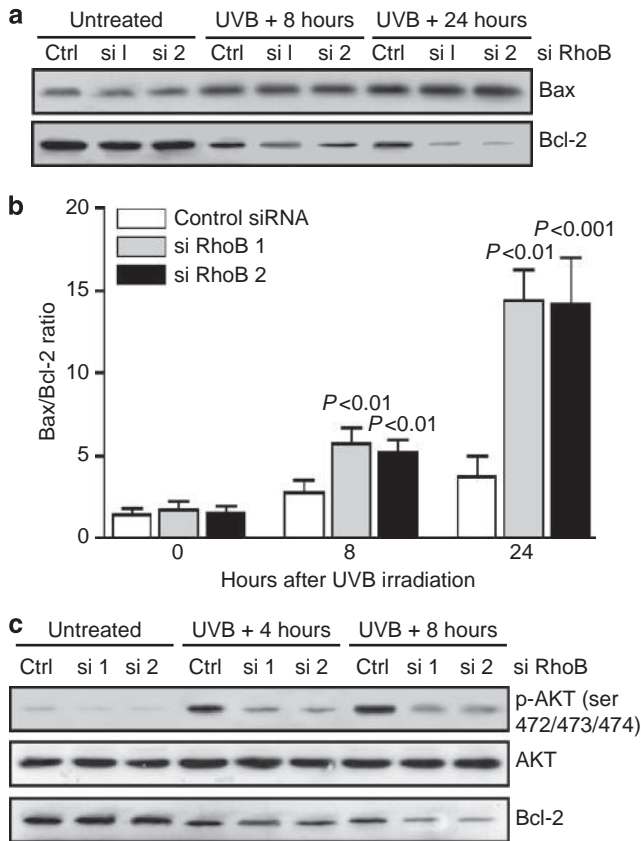 a
Untreated UVB + 8 hours UVB + 24 hours
Ctrl si I si 2 Ctrl si I si 2 Ctrl si I si 2 si RhoB
Bax
Bcl-2
b
20
15
10
5
0
Bax/Bcl-2 ratio
Control siRNA
si RhoB 1
si RhoB 2
P<0.01
P<0.01
P<0.01
P<0.001
0 8 24
Hours after UVB irradiation
c
Untreated UVB + 4 hours UVB + 8 hours
Ctrl si 1 si 2 Ctrl si 1 si 2 Ctrl si 1 si 2 si RhoB
p-AKT (ser
472/473/474)
AKT
Bcl-2